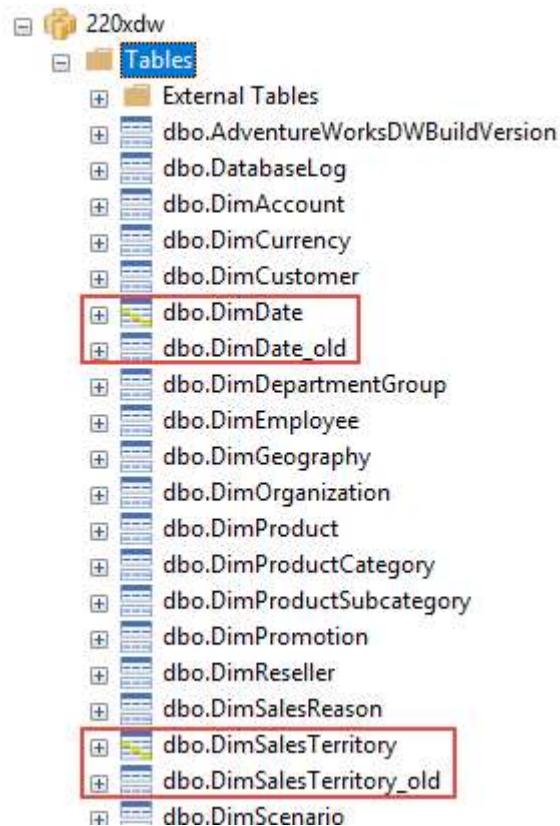 220xdw
Tables
External Tables
dbo.AdventureWorksDWBuildVersion
dbo.DatabaseLog
dbo.DimAccount
dbo.DimCurrency
dbo.DimCustomer
dbo.DimDate
dbo.DimDate_old
dbo.DimDepartmentGroup
dbo.DimEmployee
dbo.DimGeography
dbo.DimOrganization
dbo.DimProduct
dbo.DimProductCategory
dbo.DimProductSubcategory
dbo.DimPromotion
dbo.DimReseller
dbo.DimSalesReason
dbo.DimSalesTerritory
dbo.DimSalesTerritory_old
dbo.DimScenario